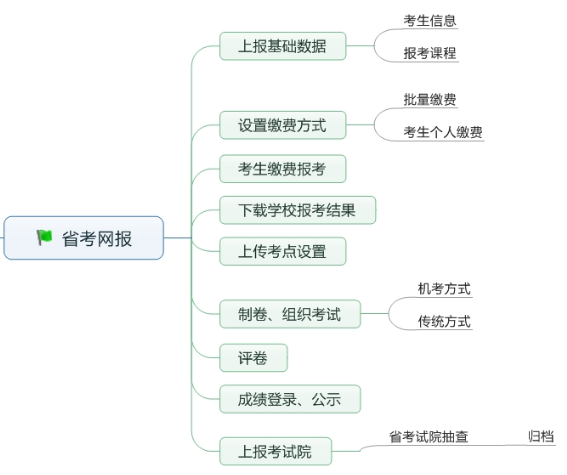 省考网报
上报基础数据
考生信息
报考课程
设置缴费方式
批量缴费
考生个人缴费
考生缴费报考
下载学校报考结果
上传考点设置
制卷、组织考试
机考方式
传统方式
评卷
成绩登录、公示
上报考试院
省考试院抽查
归档